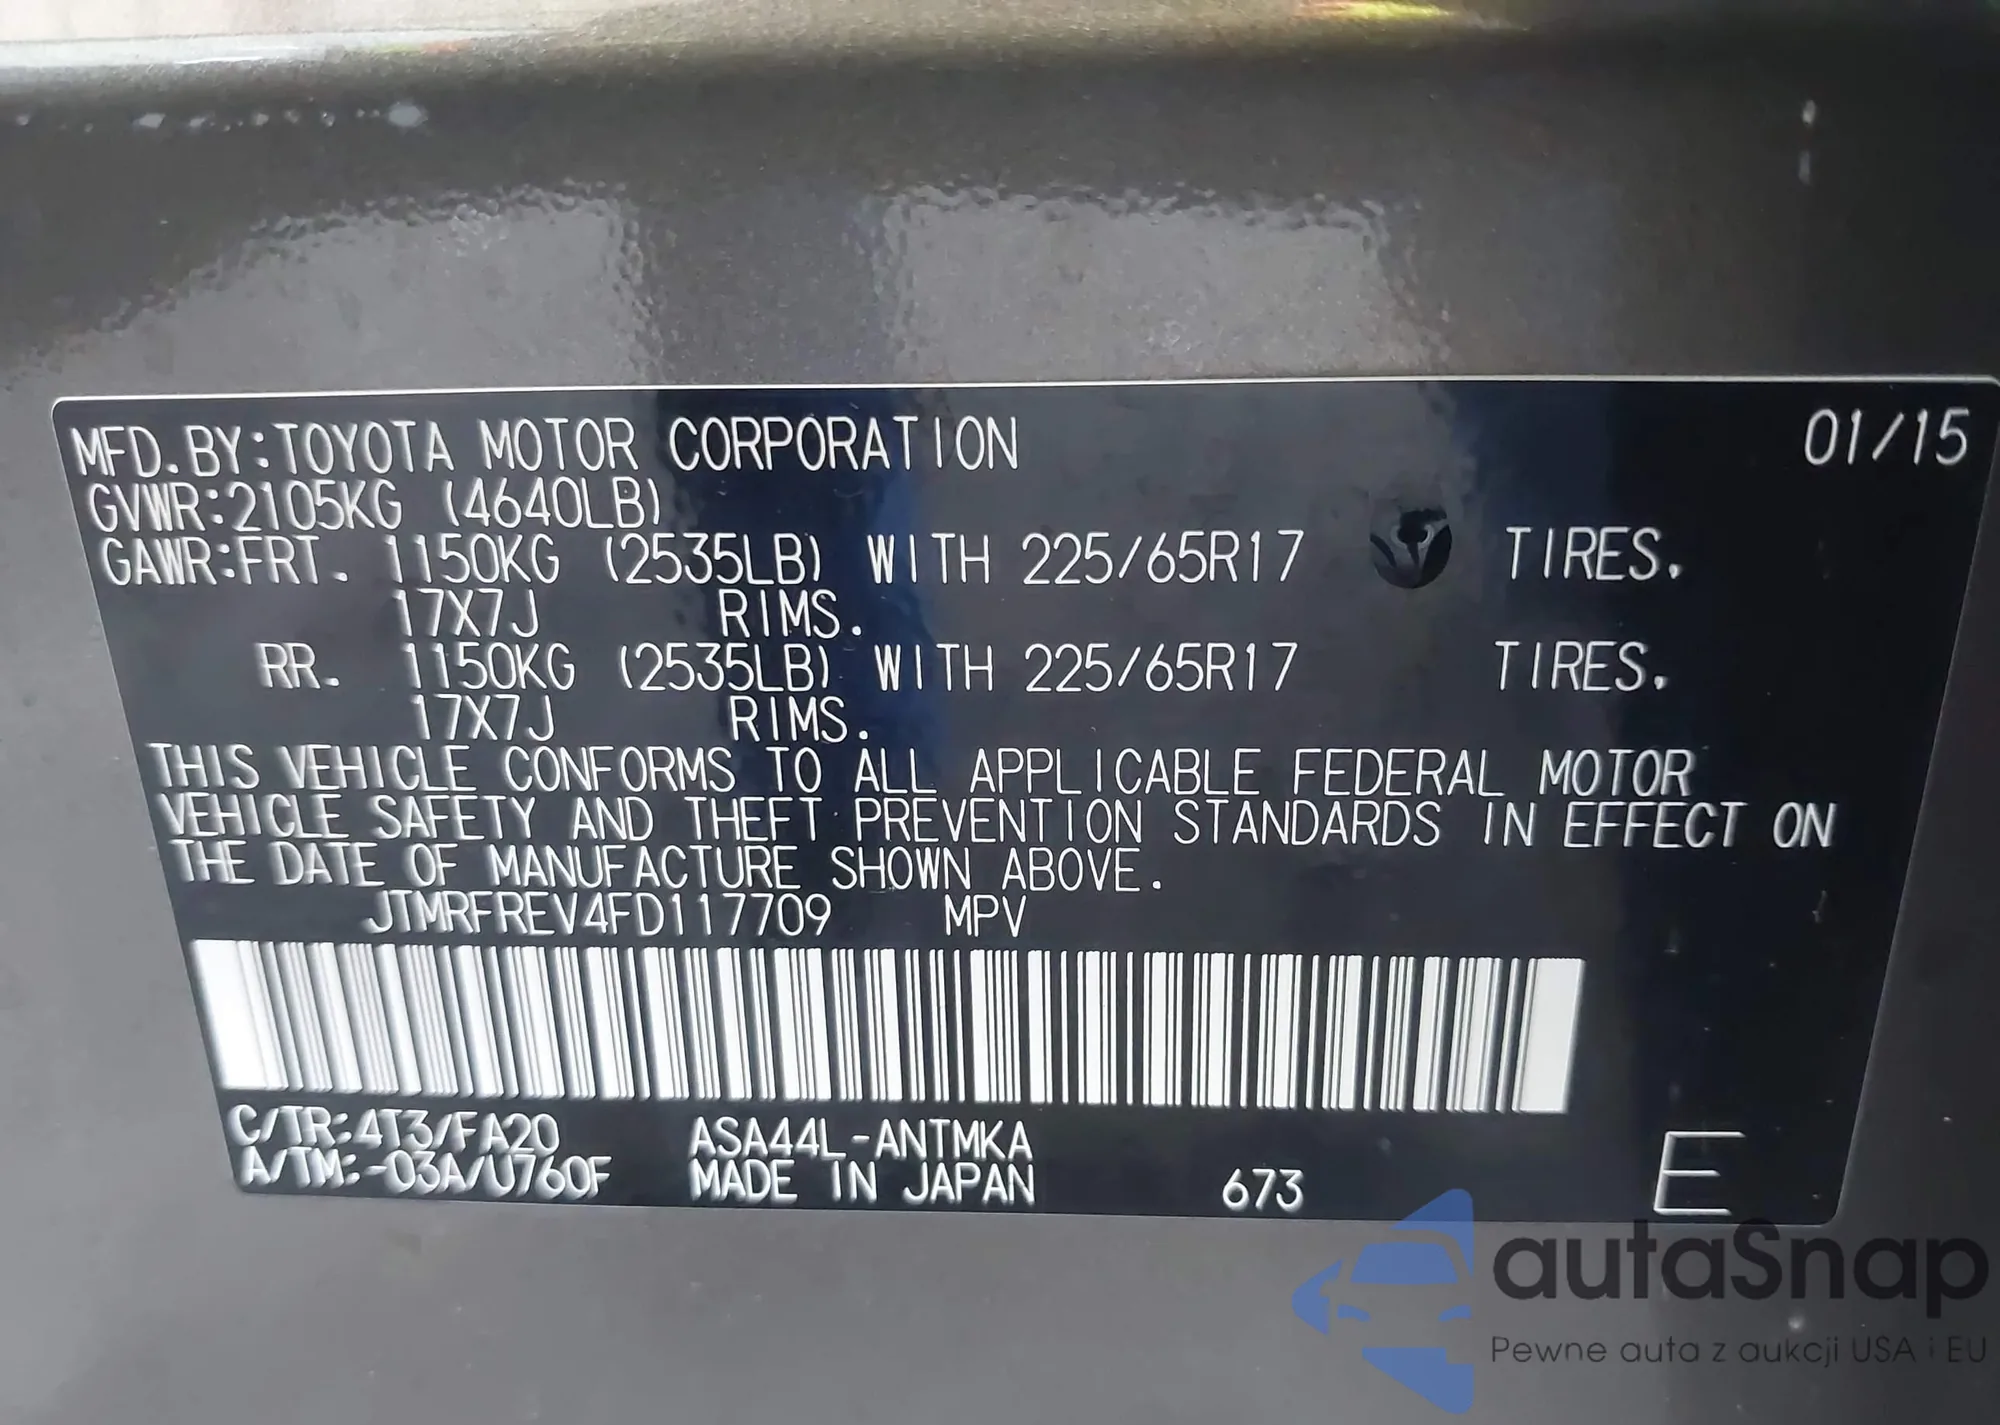 MFD.BY:TOYOTA MOTOR CORPORATION 01/15
GVWR:2105KG (4640LB)
GAWR:FRT. 1150KG (2535LB) WITH 225/65R17 TIRES.
17X7J RIMS.
RR. 1150KG (2535LB) WITH 225/65R17 TIRES.
17X7J RIMS.
THIS VEHICLE CONFORMS TO ALL APPLICABLE FEDERAL MOTOR
VEHICLE SAFETY AND THEFT PREVENTION STANDARDS IN EFFECT ON
THE DATE OF MANUFACTURE SHOWN ABOVE.
JTMRFREV4FD117709 MPV
C/TR:4T3/FA20 ASA44L-ANTMKA
A/TM:-03A/U760F MADE IN JAPAN 673 E
autaSnap
Pewne auta z aukcji USA i EU